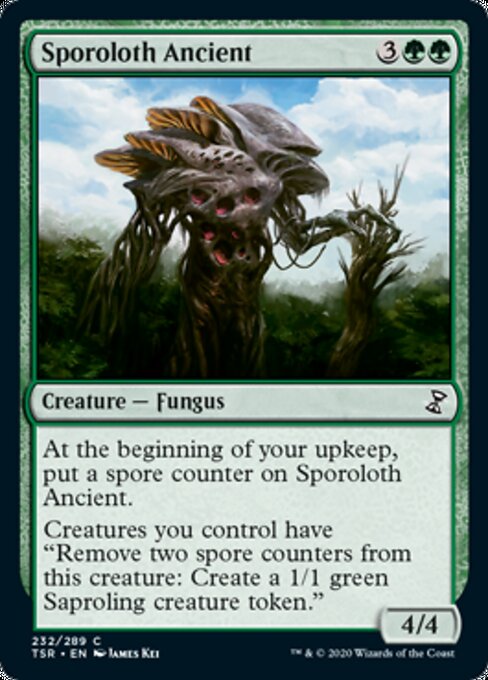 Sporoloth Ancient 3
Creature — Fungus
At the beginning of your upkeep,
put a spore counter on Sporoloth
Ancient.
Creatures you control have
“Remove two spore counters from
this creature: Create a 1/1 green
Saproling creature token.”
4/4
232/289 C
TSR • EN James Kei
™ & © 2020 Wizards of the Coast